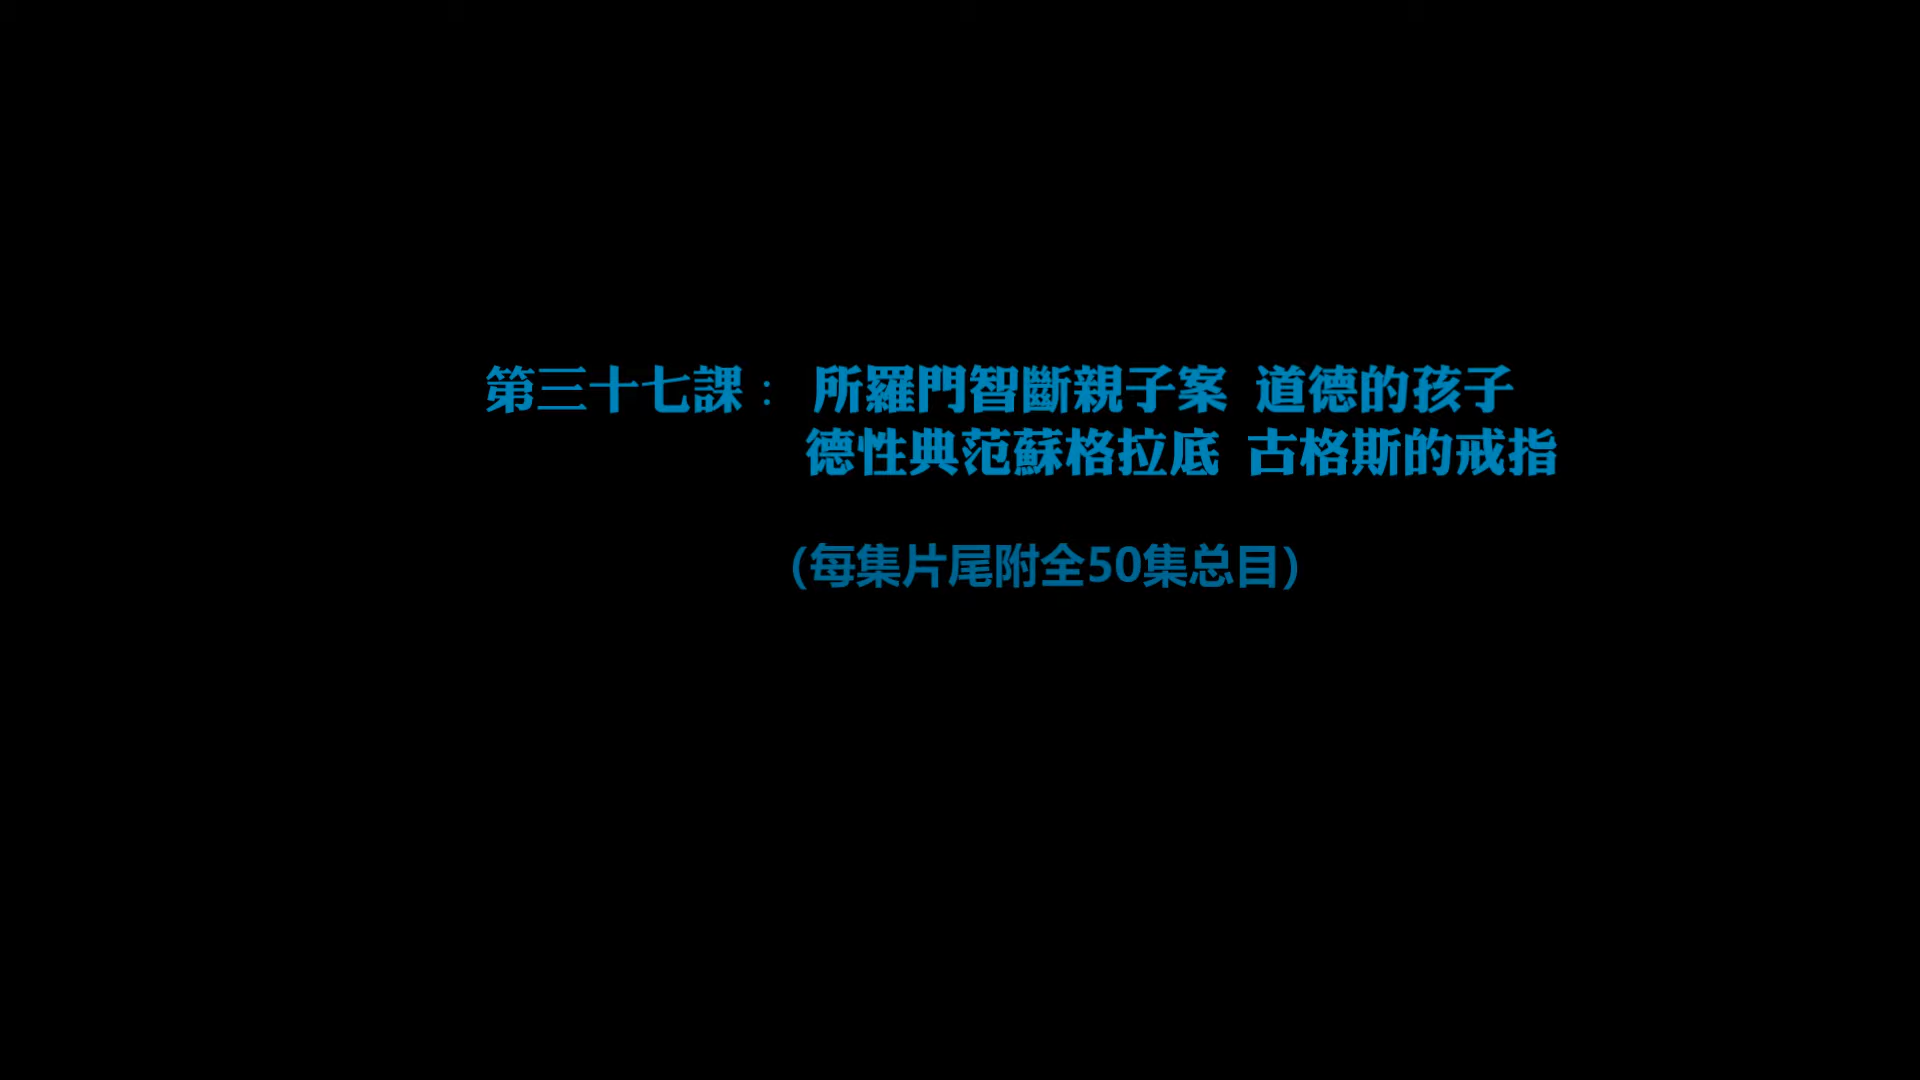 第三十七課： 所羅門智斷親子案 道德的孩子
德性典范蘇格拉底 古格斯的戒指
(每集片尾附全50集总目)